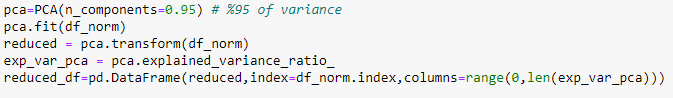 pca=PCA(n_components=0.95) # %95 of variance
pca.fit(df_norm)
reduced = pca.transform(df_norm)
exp_var_pca = pca.explained_variance_ratio_
reduced_df=pd.DataFrame(reduced,index=df_norm.index,columns=range(0,len(exp_var_pca)))